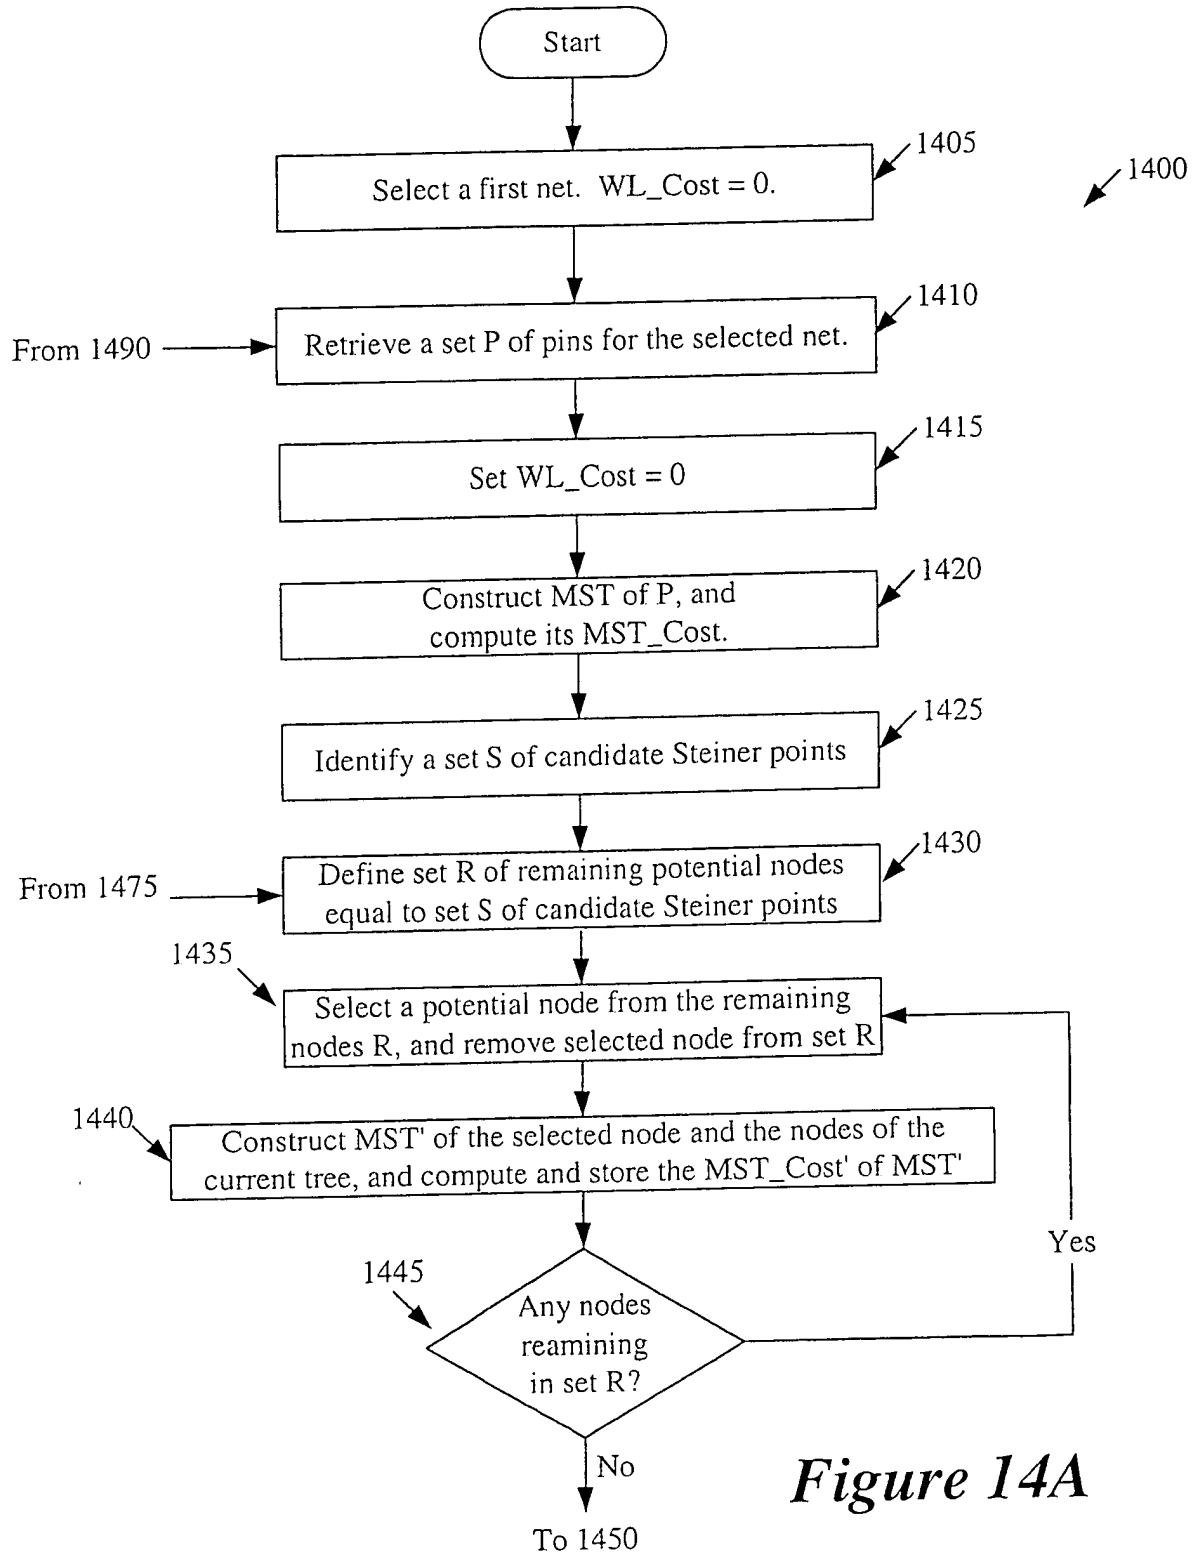 Start
1405
Select a first net. WL_Cost = 0.
1400
1410
From 1490
Retrieve a set P of pins for the selected net.
1415
Set WL_Cost = 0
1420
Construct MST of P, and
compute its MST_Cost.
1425
Identify a set S of candidate Steiner points
1430
From 1475
Define set R of remaining potential nodes
equal to set S of candidate Steiner points
1435
Select a potential node from the remaining
nodes R, and remove selected node from set R
1440
Construct MST' of the selected node and the nodes of the
current tree, and compute and store the MST_Cost' of MST'
1445
Any nodes
reamining
in set R?
Yes
No
To 1450
Figure 14A